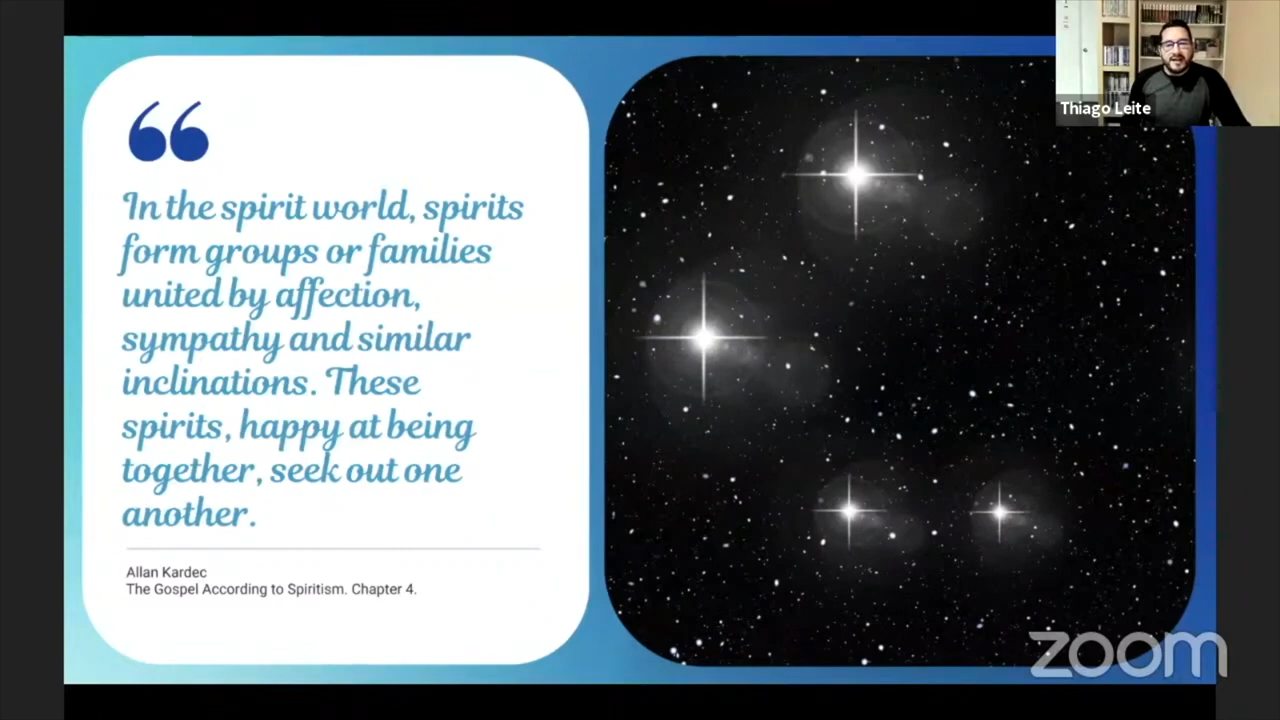 Thiago Leite
“
In the spirit world, spirits
form groups or families
united by affection,
sympathy and similar
inclinations. These
spirits, happy at being
together, seek out one
another.
Allan Kardec
The Gospel According to Spiritism. Chapter 4.
zoom